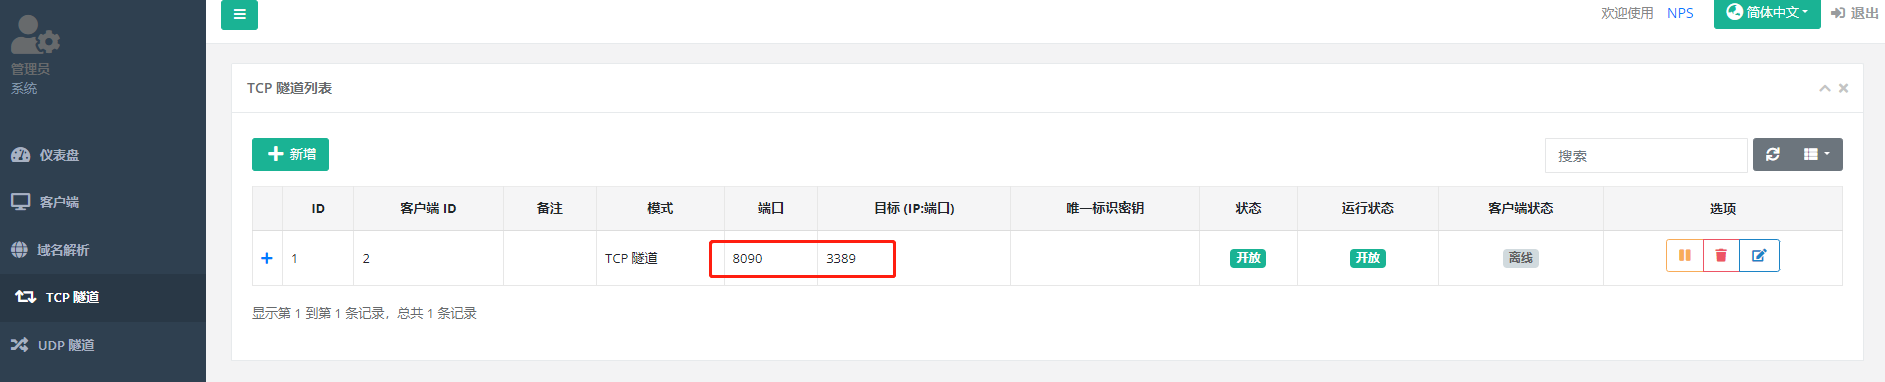 欢迎使用 NPS 简体中文 退出
管理员
系统
TCP 隧道列表
仪表盘
新增
搜索
客户端
ID 客户端 ID 备注 模式 端口 目标 (IP:端口) 唯一标识密钥 状态 运行状态 客户端状态 选项
域名解析
1 2 TCP 隧道 8090 3389 开放 开放 离线
TCP 隧道
显示第 1 到第 1 条记录，总共 1 条记录
UDP 隧道